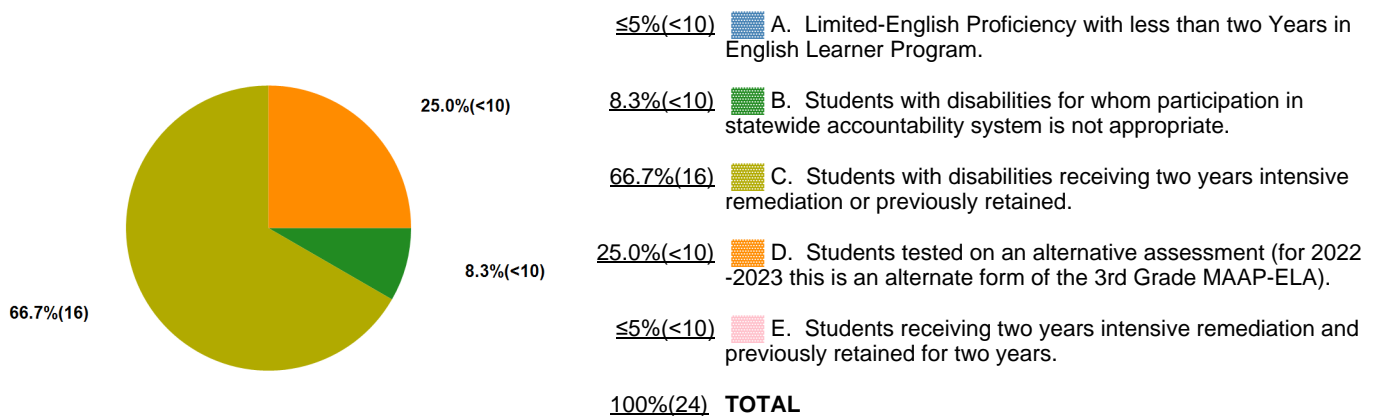 25.0%(<10)
8.3%(<10)
66.7%(16)
≤5%(<10) A. Limited-English Proficiency with less than two Years in
English Learner Program.
8.3%(<10) B. Students with disabilities for whom participation in
statewide accountability system is not appropriate.
66.7%(16) C. Students with disabilities receiving two years intensive
remediation or previously retained.
25.0%(<10) D. Students tested on an alternative assessment (for 2022
-2023 this is an alternate form of the 3rd Grade MAAP-ELA).
≤5%(<10) E. Students receiving two years intensive remediation and
previously retained for two years.
100%(24) TOTAL